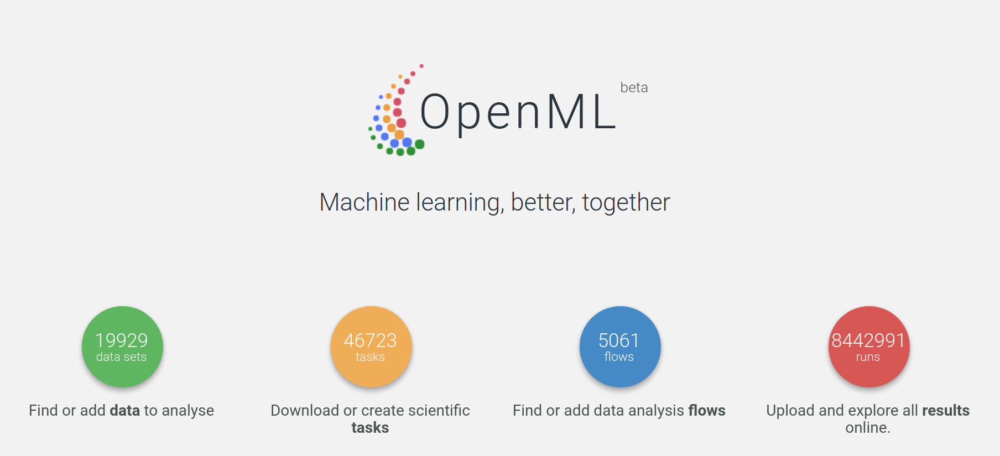 OpenML beta
Machine learning, better, together
19929
data sets
Find or add data to analyse
46723
tasks
Download or create scientific
tasks
5061
flows
Find or add data analysis flows
8442991
runs
Upload and explore all results
online.